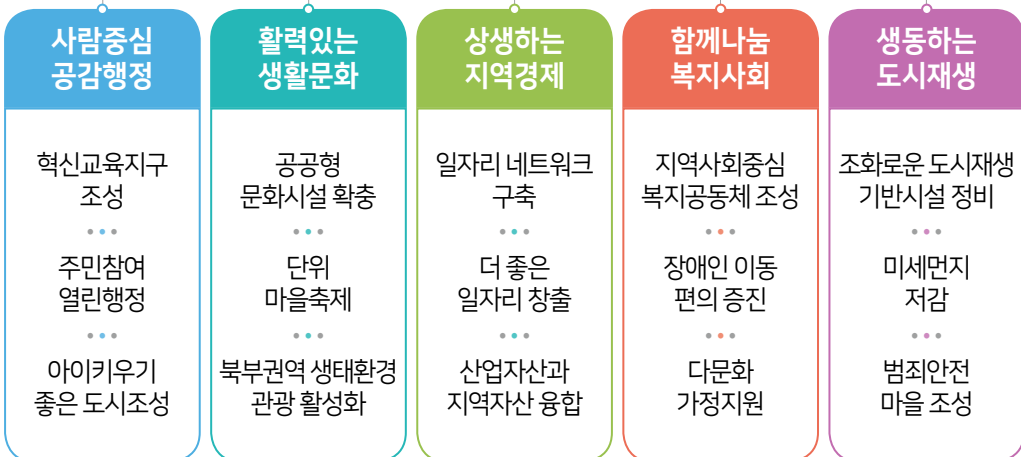 사람중심
공감행정
혁신교육지구
조성
주민참여
열린행정
아이키우기
좋은 도시조성
활력있는
생활문화
공공형
문화시설 확충
단위
마을축제
북부권역 생태환경
관광 활성화
상생하는
지역경제
일자리 네트워크
구축
더 좋은
일자리 창출
산업자산과
지역자산 융합
함께나눔
복지사회
지역사회중심
복지공동체 조성
장애인 이동
편의 증진
다문화
가정지원
생동하는
도시재생
조화로운 도시재생
기반시설 정비
미세먼지
저감
범죄안전
마을 조성